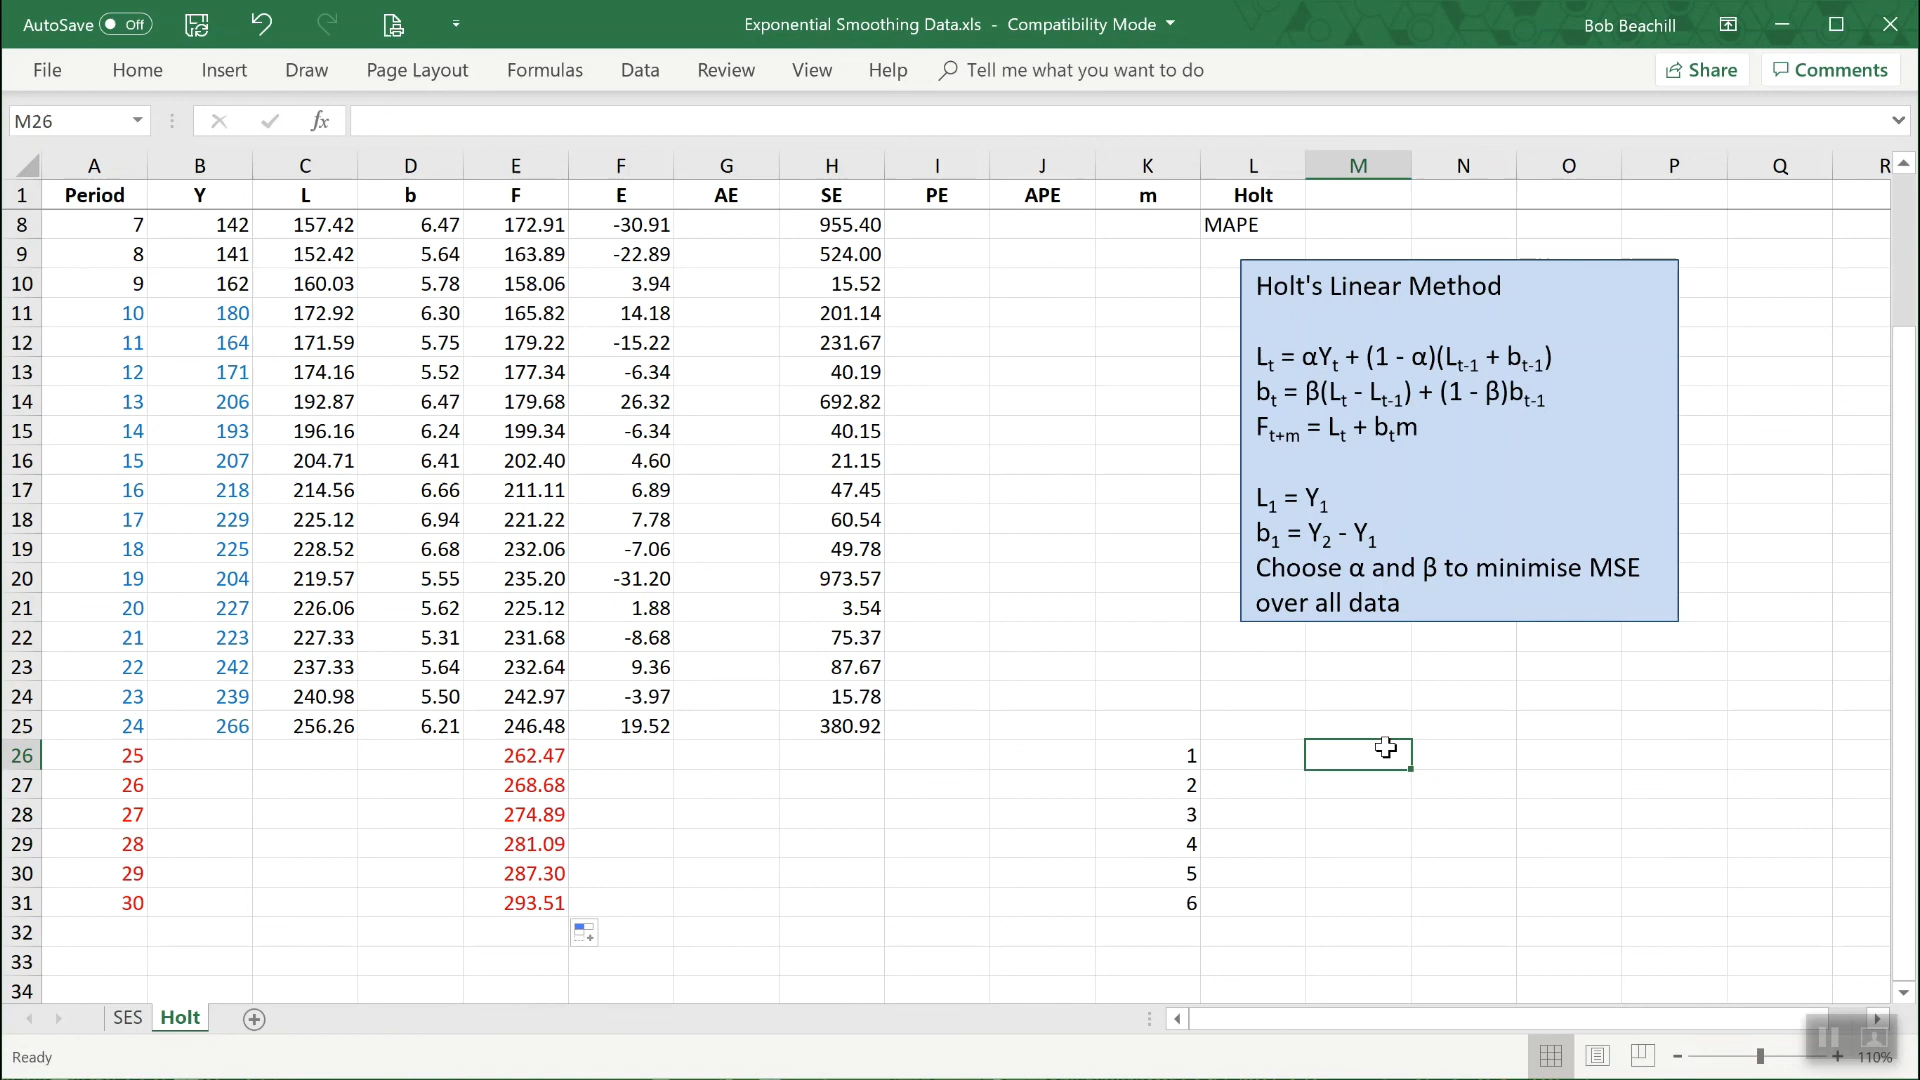 AutoSave Off Exponential Smoothing Data.xls - Compatibility Mode Bob Beachill
File Home Insert Draw Page Layout Formulas Data Review View Help Tell me what you want to do Share Comments
M26 fx
A B C D E F G H I J K L M N O P Q R
1 Period Y L b F E AE SE PE APE m Holt
8 7 142 157.42 6.47 172.91 -30.91 955.40 MAPE
9 8 141 152.42 5.64 163.89 -22.89 524.00
10 9 162 160.03 5.78 158.06 3.94 15.52
11 10 180 172.92 6.30 165.82 14.18 201.14
12 11 164 171.59 5.75 179.22 -15.22 231.67
13 12 171 174.16 5.52 177.34 -6.34 40.19
14 13 206 192.87 6.47 179.68 26.32 692.82
15 14 193 196.16 6.24 199.34 -6.34 40.15
16 15 207 204.71 6.41 202.40 4.60 21.15
17 16 218 214.56 6.66 211.11 6.89 47.45
18 17 229 225.12 6.94 221.22 7.78 60.54
19 18 225 228.52 6.68 232.06 -7.06 49.78
20 19 204 219.57 5.55 235.20 -31.20 973.57
21 20 227 226.06 5.62 225.12 1.88 3.54
22 21 223 227.33 5.31 231.68 -8.68 75.37
23 22 242 237.33 5.64 232.64 9.36 87.67
24 23 239 240.98 5.50 242.97 -3.97 15.78
25 24 266 256.26 6.21 246.48 19.52 380.92
26 25 262.47 1
27 26 268.68 2
28 27 274.89 3
29 28 281.09 4
30 29 287.30 5
31 30 293.51 6
32
33
34
Holt's Linear Method
Lt = αYt + (1 - α)(Lt-1 + bt-1)
bt = β(Lt - Lt-1) + (1 - β)bt-1
Ft+m = Lt + btm
L1 = Y1
b1 = Y2 - Y1
Choose α and β to minimise MSE
over all data
SES Holt
Ready 110%